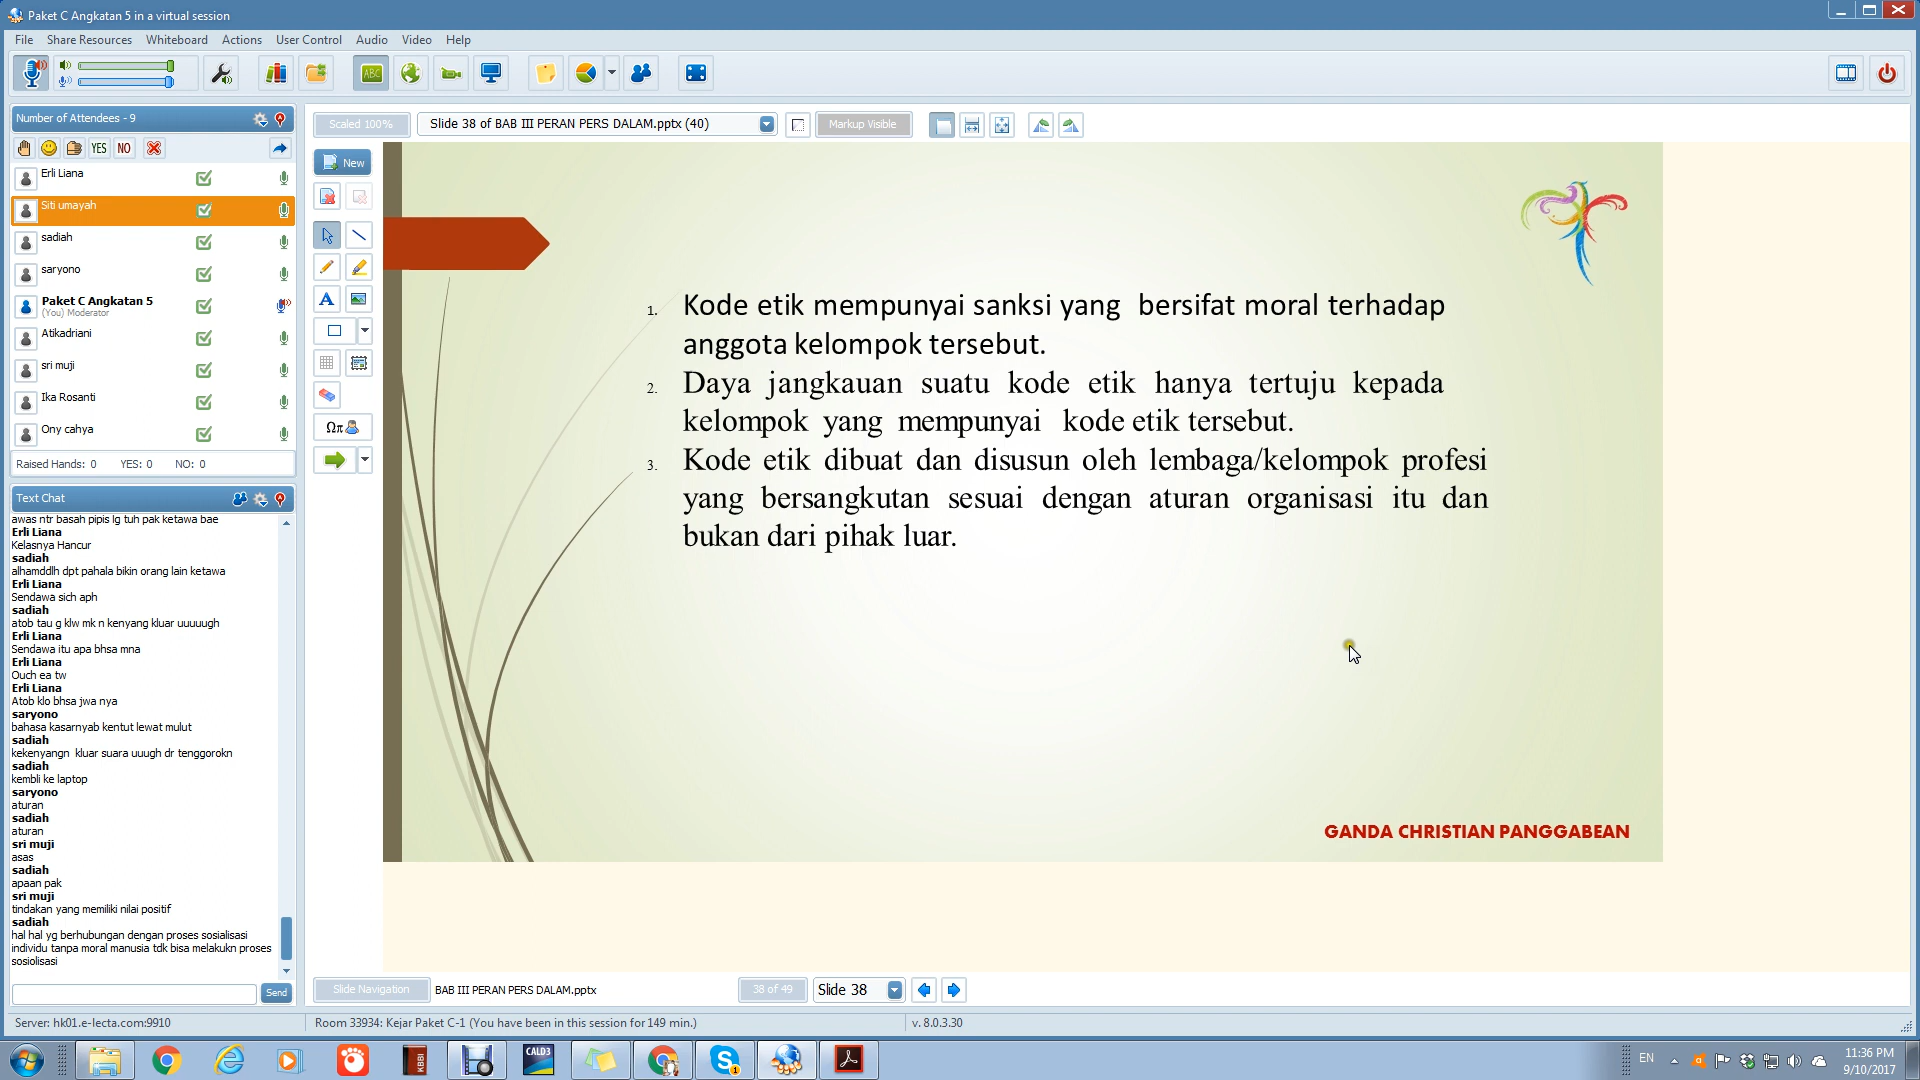 Paket C Angkatan 5 in a virtual session
File Share Resources Whiteboard Actions User Control Audio Video Help
ABC
Number of Attendees - 9
YES NO
Erli Liana
Siti umayah
sadiah
saryono
Paket C Angkatan 5
(You) Moderator
Atikadriani
sri muji
Ika Rosanti
Ony cahya
Raised Hands: 0 YES: 0 NO: 0
Text Chat
awas ntr basah pipis lg tuh pak ketawa bae
Erli Liana
Kelasnya Hancur
sadiah
alhamddlh dpt pahala bikin orang lain ketawa
Erli Liana
Sendawa sich aph
sadiah
atob tau g klw mk n kenyang kluar uuuuugh
Erli Liana
Sendawa itu apa bhsa mna
Erli Liana
Ouch ea tw
Erli Liana
Atob klo bhsa jwa nya
saryono
bahasa kasarnyab kentut lewat mulut
sadiah
kekenyangn kluar suara uuugh dr tenggorokn
sadiah
kembli ke laptop
saryono
aturan
sadiah
aturan
sri muji
asas
sadiah
apaan pak
sri muji
tindakan yang memiliki nilai positif
sadiah
hal hal yg berhubungan dengan proses sosialisasi
individu tanpa moral manusia tdk bisa melakukn proses
sosiolisasi
Send
Scaled 100%
Slide 38 of BAB III PERAN PERS DALAM.pptx (40)
Markup Visible
New
A
Ωπ
1. Kode etik mempunyai sanksi yang bersifat moral terhadap
anggota kelompok tersebut.
2. Daya jangkauan suatu kode etik hanya tertuju kepada
kelompok yang mempunyai kode etik tersebut.
3. Kode etik dibuat dan disusun oleh lembaga/kelompok profesi
yang bersangkutan sesuai dengan aturan organisasi itu dan
bukan dari pihak luar.
GANDA CHRISTIAN PANGGABEAN
Slide Navigation
BAB III PERAN PERS DALAM.pptx
38 of 49
Slide 38
Server: hk01.e-lecta.com:9910
Room 33934: Kejar Paket C-1 (You have been in this session for 149 min.)
v. 8.0.3.30
KBBI
CALD3
EN
11:36 PM
9/10/2017